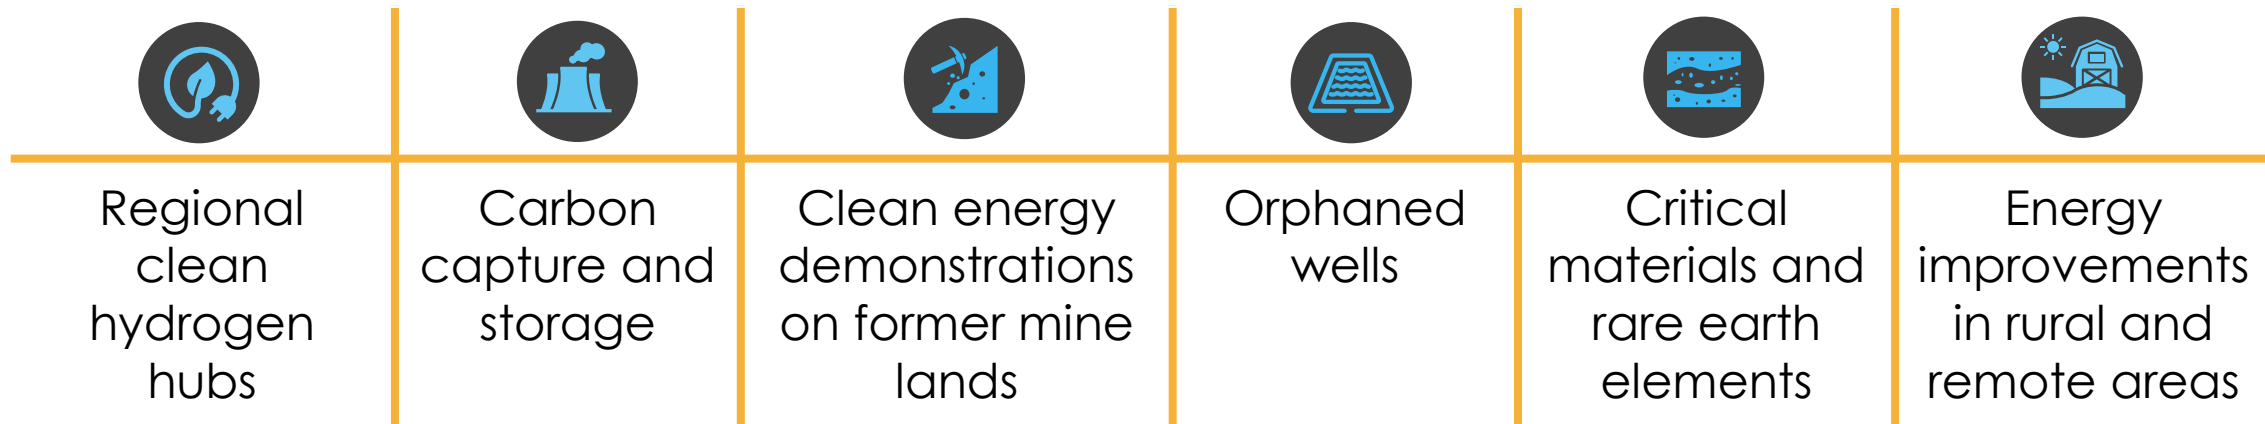 Regional
clean
hydrogen
hubs
Carbon
capture and
storage
Clean energy
demonstrations
on former mine
lands
Orphaned
wells
Critical
materials and
rare earth
elements
Energy
improvements
in rural and
remote areas